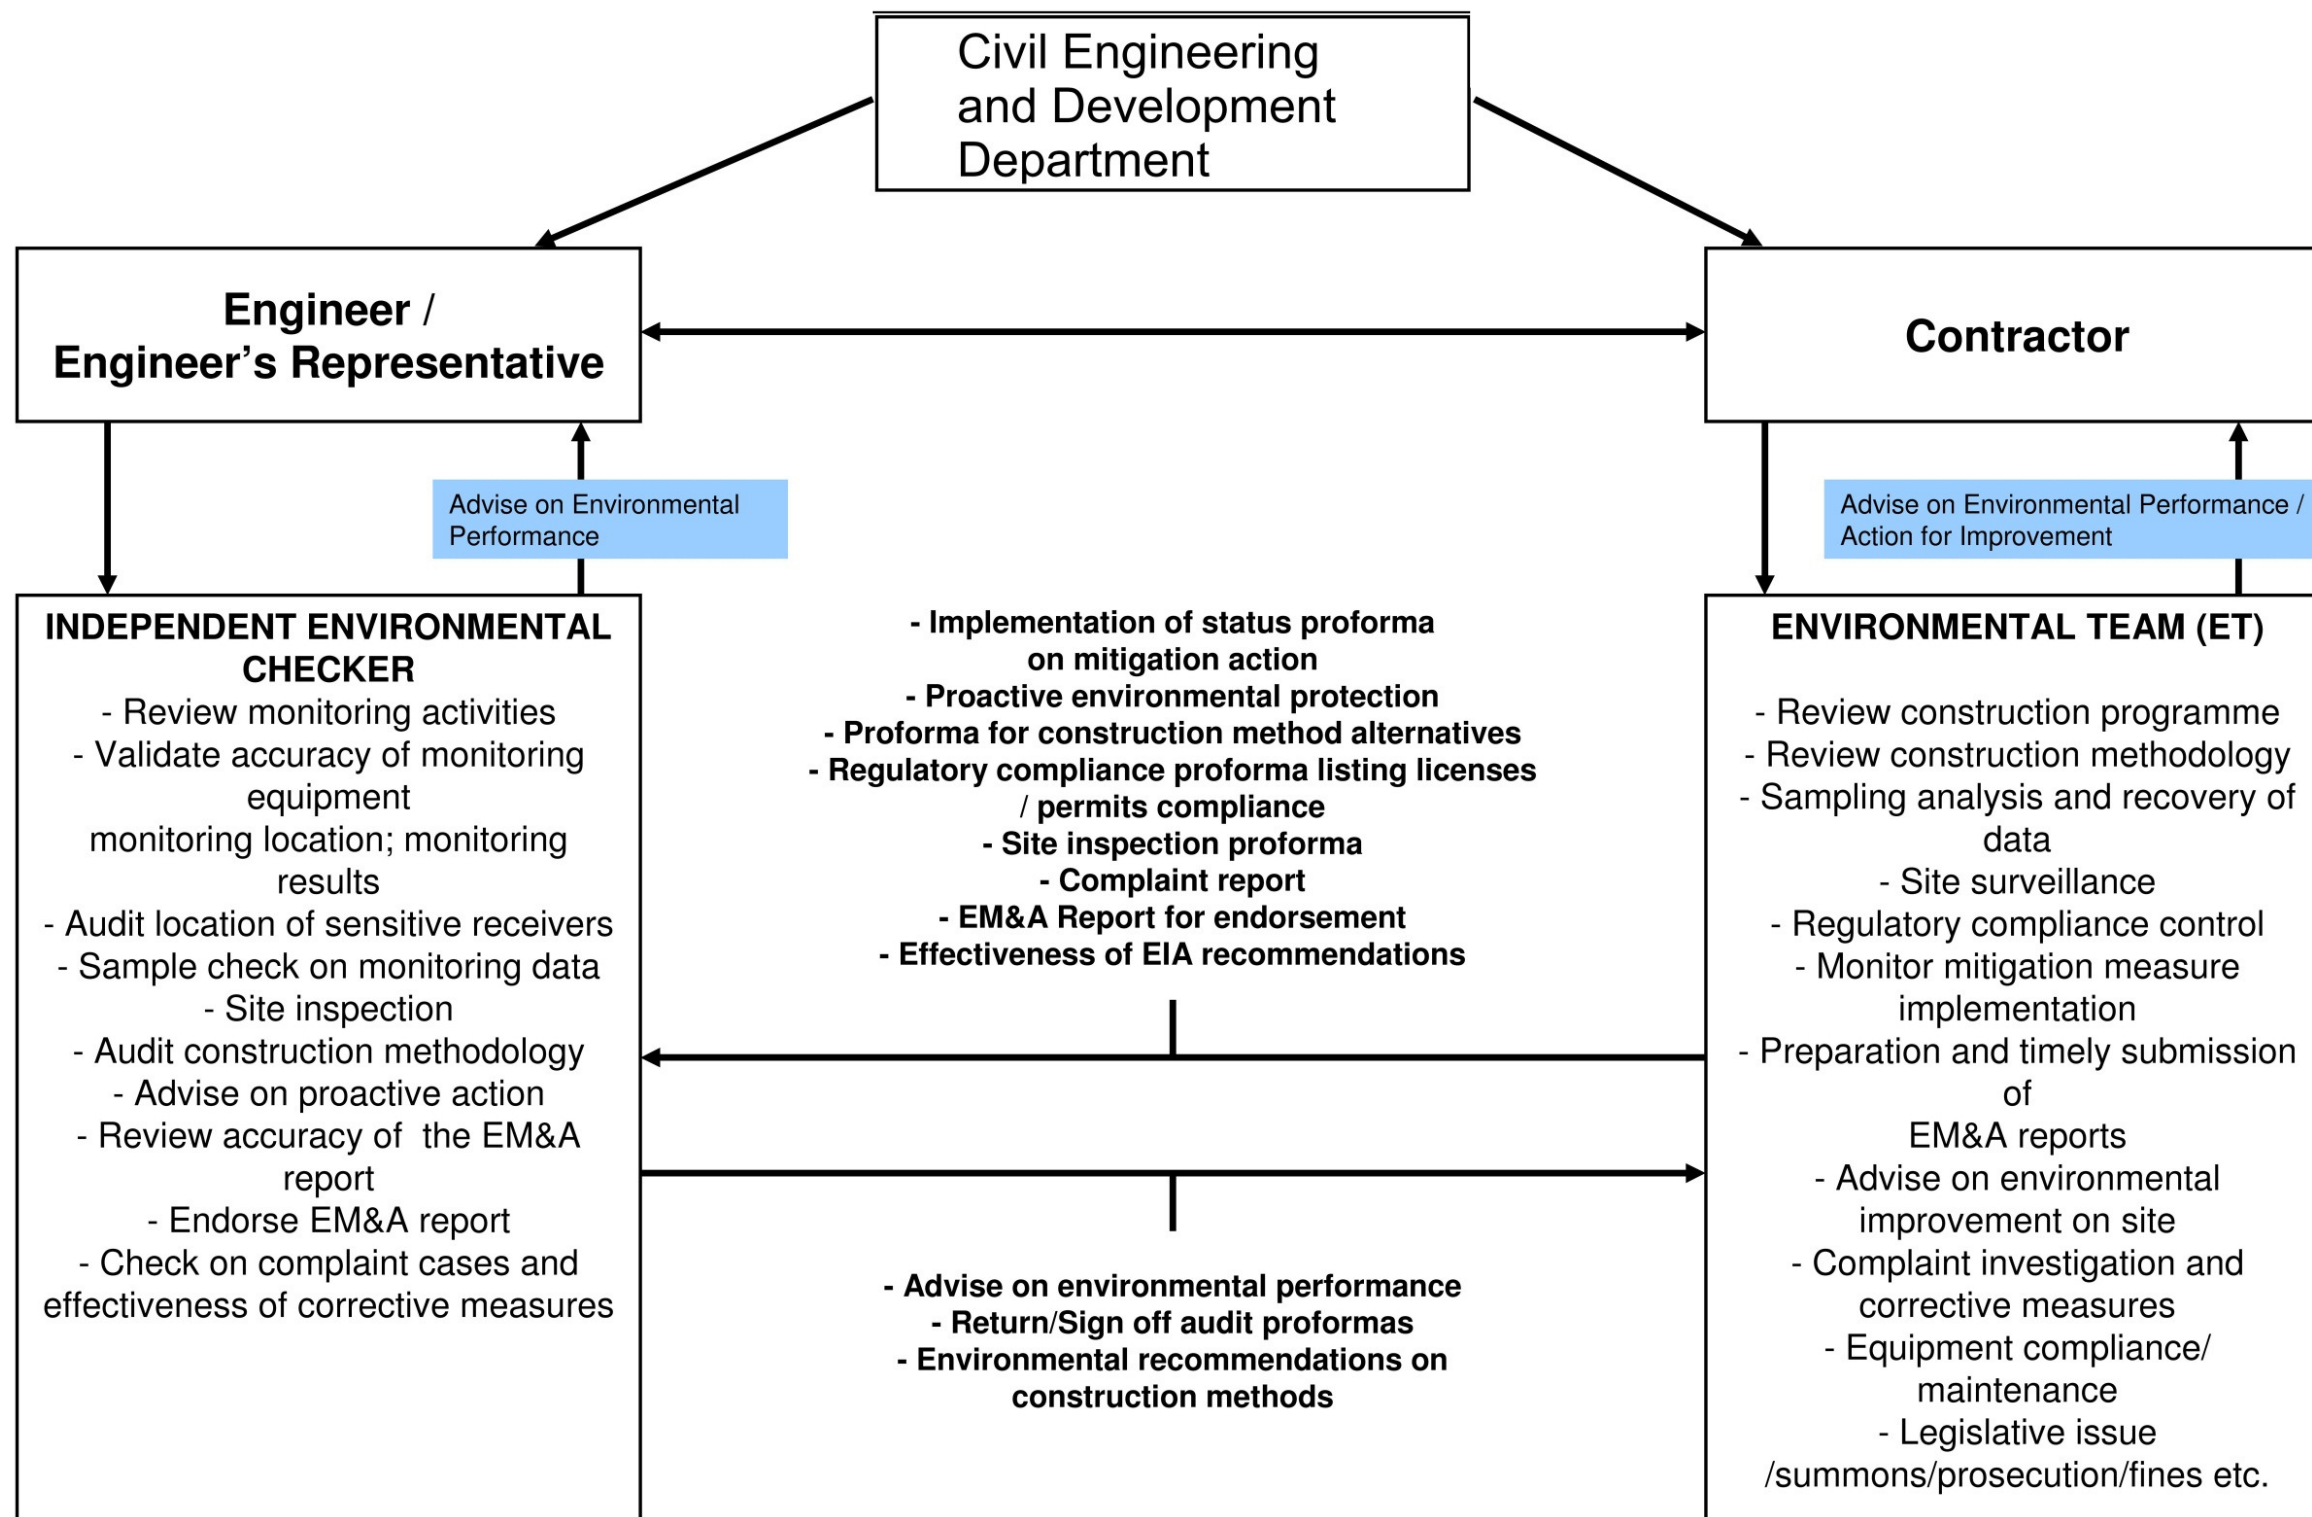 Civil Engineering
and Development
Department
Engineer /
Engineer’s Representative
Contractor
Advise on Environmental
Performance
Advise on Environmental Performance /
Action for Improvement
INDEPENDENT ENVIRONMENTAL
CHECKER
- Review monitoring activities
- Validate accuracy of monitoring
equipment
monitoring location; monitoring
results
- Audit location of sensitive receivers
- Sample check on monitoring data
- Site inspection
- Audit construction methodology
- Advise on proactive action
- Review accuracy of  the EM&A
report
- Endorse EM&A report
- Check on complaint cases and
effectiveness of corrective measures
- Implementation of status proforma
on mitigation action
- Proactive environmental protection
- Proforma for construction method alternatives
- Regulatory compliance proforma listing licenses
/ permits compliance
- Site inspection proforma
- Complaint report
- EM&A Report for endorsement
- Effectiveness of EIA recommendations
- Advise on environmental performance
- Return/Sign off audit proformas
- Environmental recommendations on
construction methods
ENVIRONMENTAL TEAM (ET)
- Review construction programme
- Review construction methodology
- Sampling analysis and recovery of
data
- Site surveillance
- Regulatory compliance control
- Monitor mitigation measure
implementation
- Preparation and timely submission
of
EM&A reports
- Advise on environmental
improvement on site
- Complaint investigation and
corrective measures
- Equipment compliance/
maintenance
- Legislative issue
/summons/prosecution/fines etc.